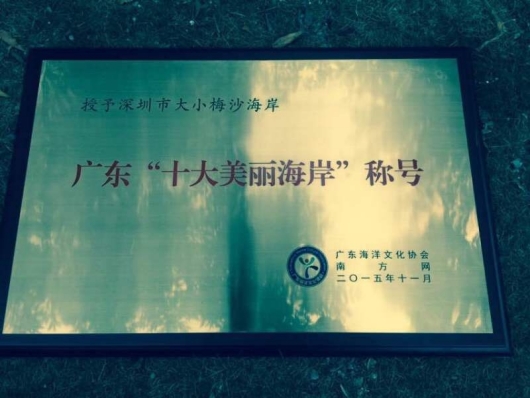 授予深圳市大小梅沙海岸
广东“十大美丽海岸”称号
广东海洋文化协会
南方网
二〇一五年十一月